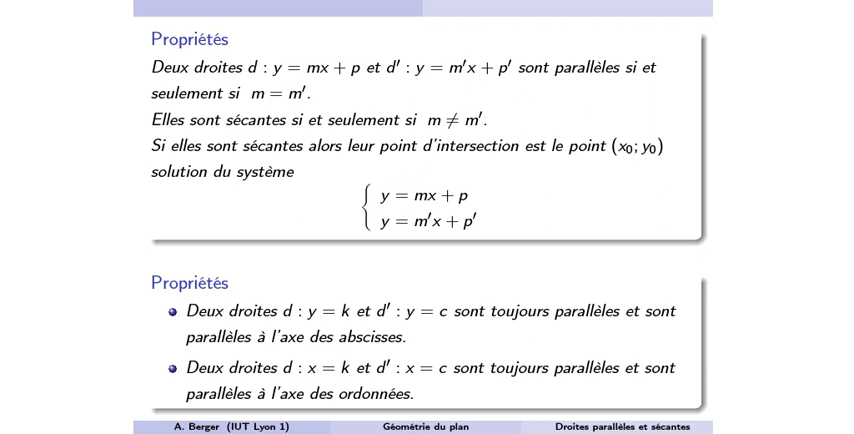 Propriétés
Deux droites d : y = mx + p et d′ : y = m′x + p′ sont parallèles si et
seulement si m = m′.
Elles sont sécantes si et seulement si m ≠ m′.
Si elles sont sécantes alors leur point d'intersection est le point (x₀; y₀)
solution du système
{ y = mx + p
y = m′x + p′
Propriétés
Deux droites d : y = k et d′ : y = c sont toujours parallèles et sont
parallèles à l'axe des abscisses.
Deux droites d : x = k et d′ : x = c sont toujours parallèles et sont
parallèles à l'axe des ordonnées.
A. Berger (IUT Lyon 1) Géométrie du plan Droites parallèles et sécantes